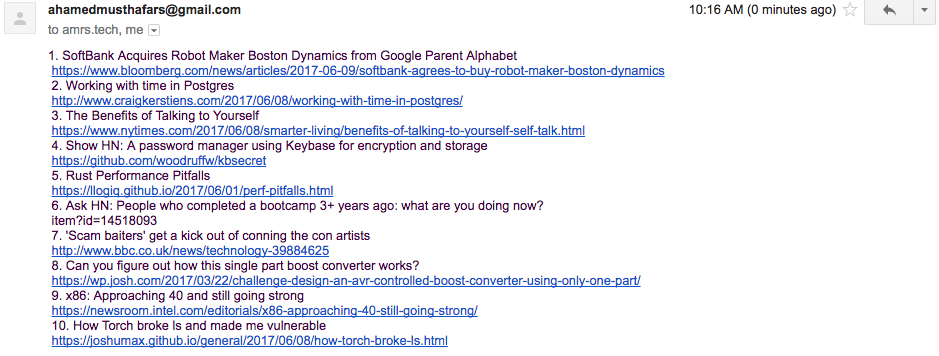 ahamedmusthafars@gmail.com 10:16 AM (0 minutes ago)
to amrs.tech, me
1. SoftBank Acquires Robot Maker Boston Dynamics from Google Parent Alphabet
https://www.bloomberg.com/news/articles/2017-06-09/softbank-agrees-to-buy-robot-maker-boston-dynamics
2. Working with time in Postgres
http://www.craigkerstiens.com/2017/06/08/working-with-time-in-postgres/
3. The Benefits of Talking to Yourself
https://www.nytimes.com/2017/06/08/smarter-living/benefits-of-talking-to-yourself-self-talk.html
4. Show HN: A password manager using Keybase for encryption and storage
https://github.com/woodruffw/kbsecret
5. Rust Performance Pitfalls
https://llogiq.github.io/2017/06/01/perf-pitfalls.html
6. Ask HN: People who completed a bootcamp 3+ years ago: what are you doing now?
item?id=14518093
7. 'Scam baiters' get a kick out of conning the con artists
http://www.bbc.co.uk/news/technology-39884625
8. Can you figure out how this single part boost converter works?
https://wp.josh.com/2017/03/22/challenge-design-an-avr-controlled-boost-converter-using-only-one-part/
9. x86: Approaching 40 and still going strong
https://newsroom.intel.com/editorials/x86-approaching-40-still-going-strong/
10. How Torch broke ls and made me vulnerable
https://joshumax.github.io/general/2017/06/08/how-torch-broke-ls.html